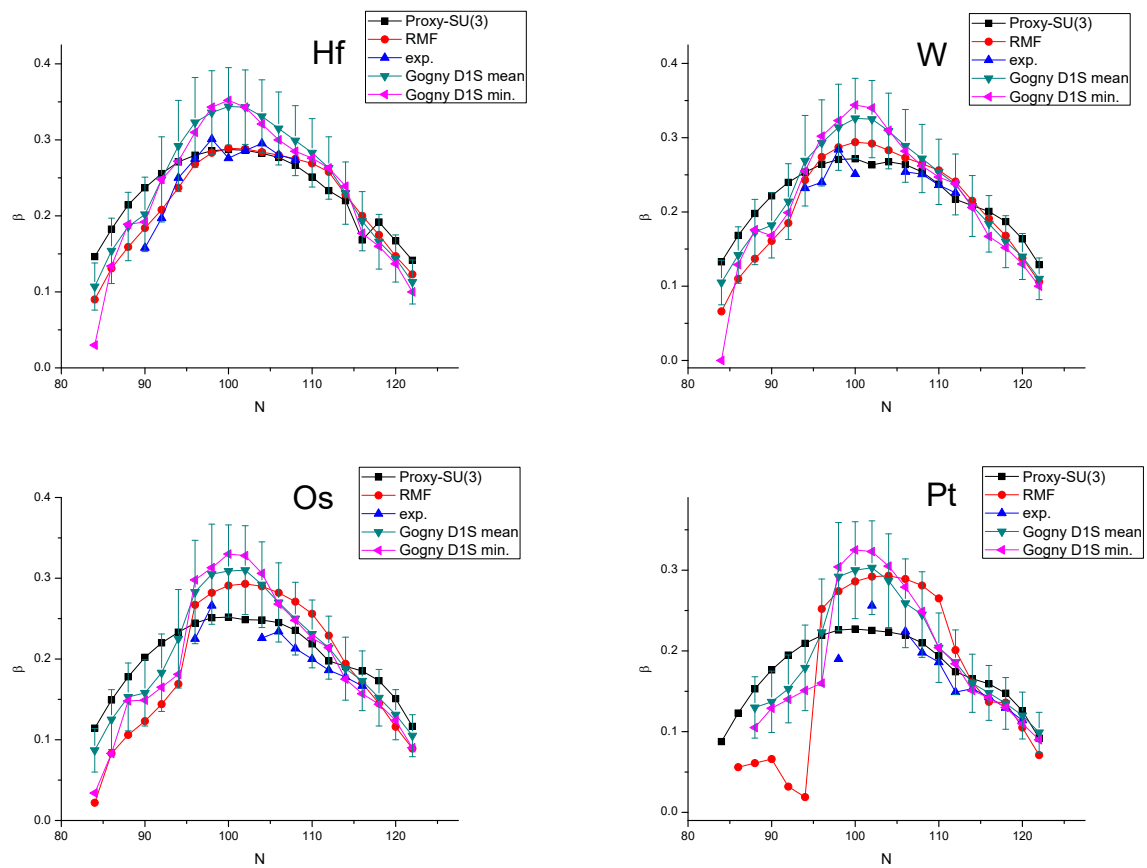 Hf
Proxy-SU(3)
RMF
exp.
Gogny D1S mean
Gogny D1S min.
β
0.4
0.3
0.2
0.1
0.0
80 90 100 110 120
N
W
Proxy-SU(3)
RMF
exp.
Gogny D1S mean
Gogny D1S min.
β
0.4
0.3
0.2
0.1
0.0
80 90 100 110 120
N
Os
Proxy-SU(3)
RMF
exp.
Gogny D1S mean
Gogny D1S min.
β
0.4
0.3
0.2
0.1
0.0
80 90 100 110 120
N
Pt
Proxy-SU(3)
RMF
exp.
Gogny D1S mean
Gogny D1S min.
β
0.3
0.2
0.1
0.0
80 90 100 110 120
N